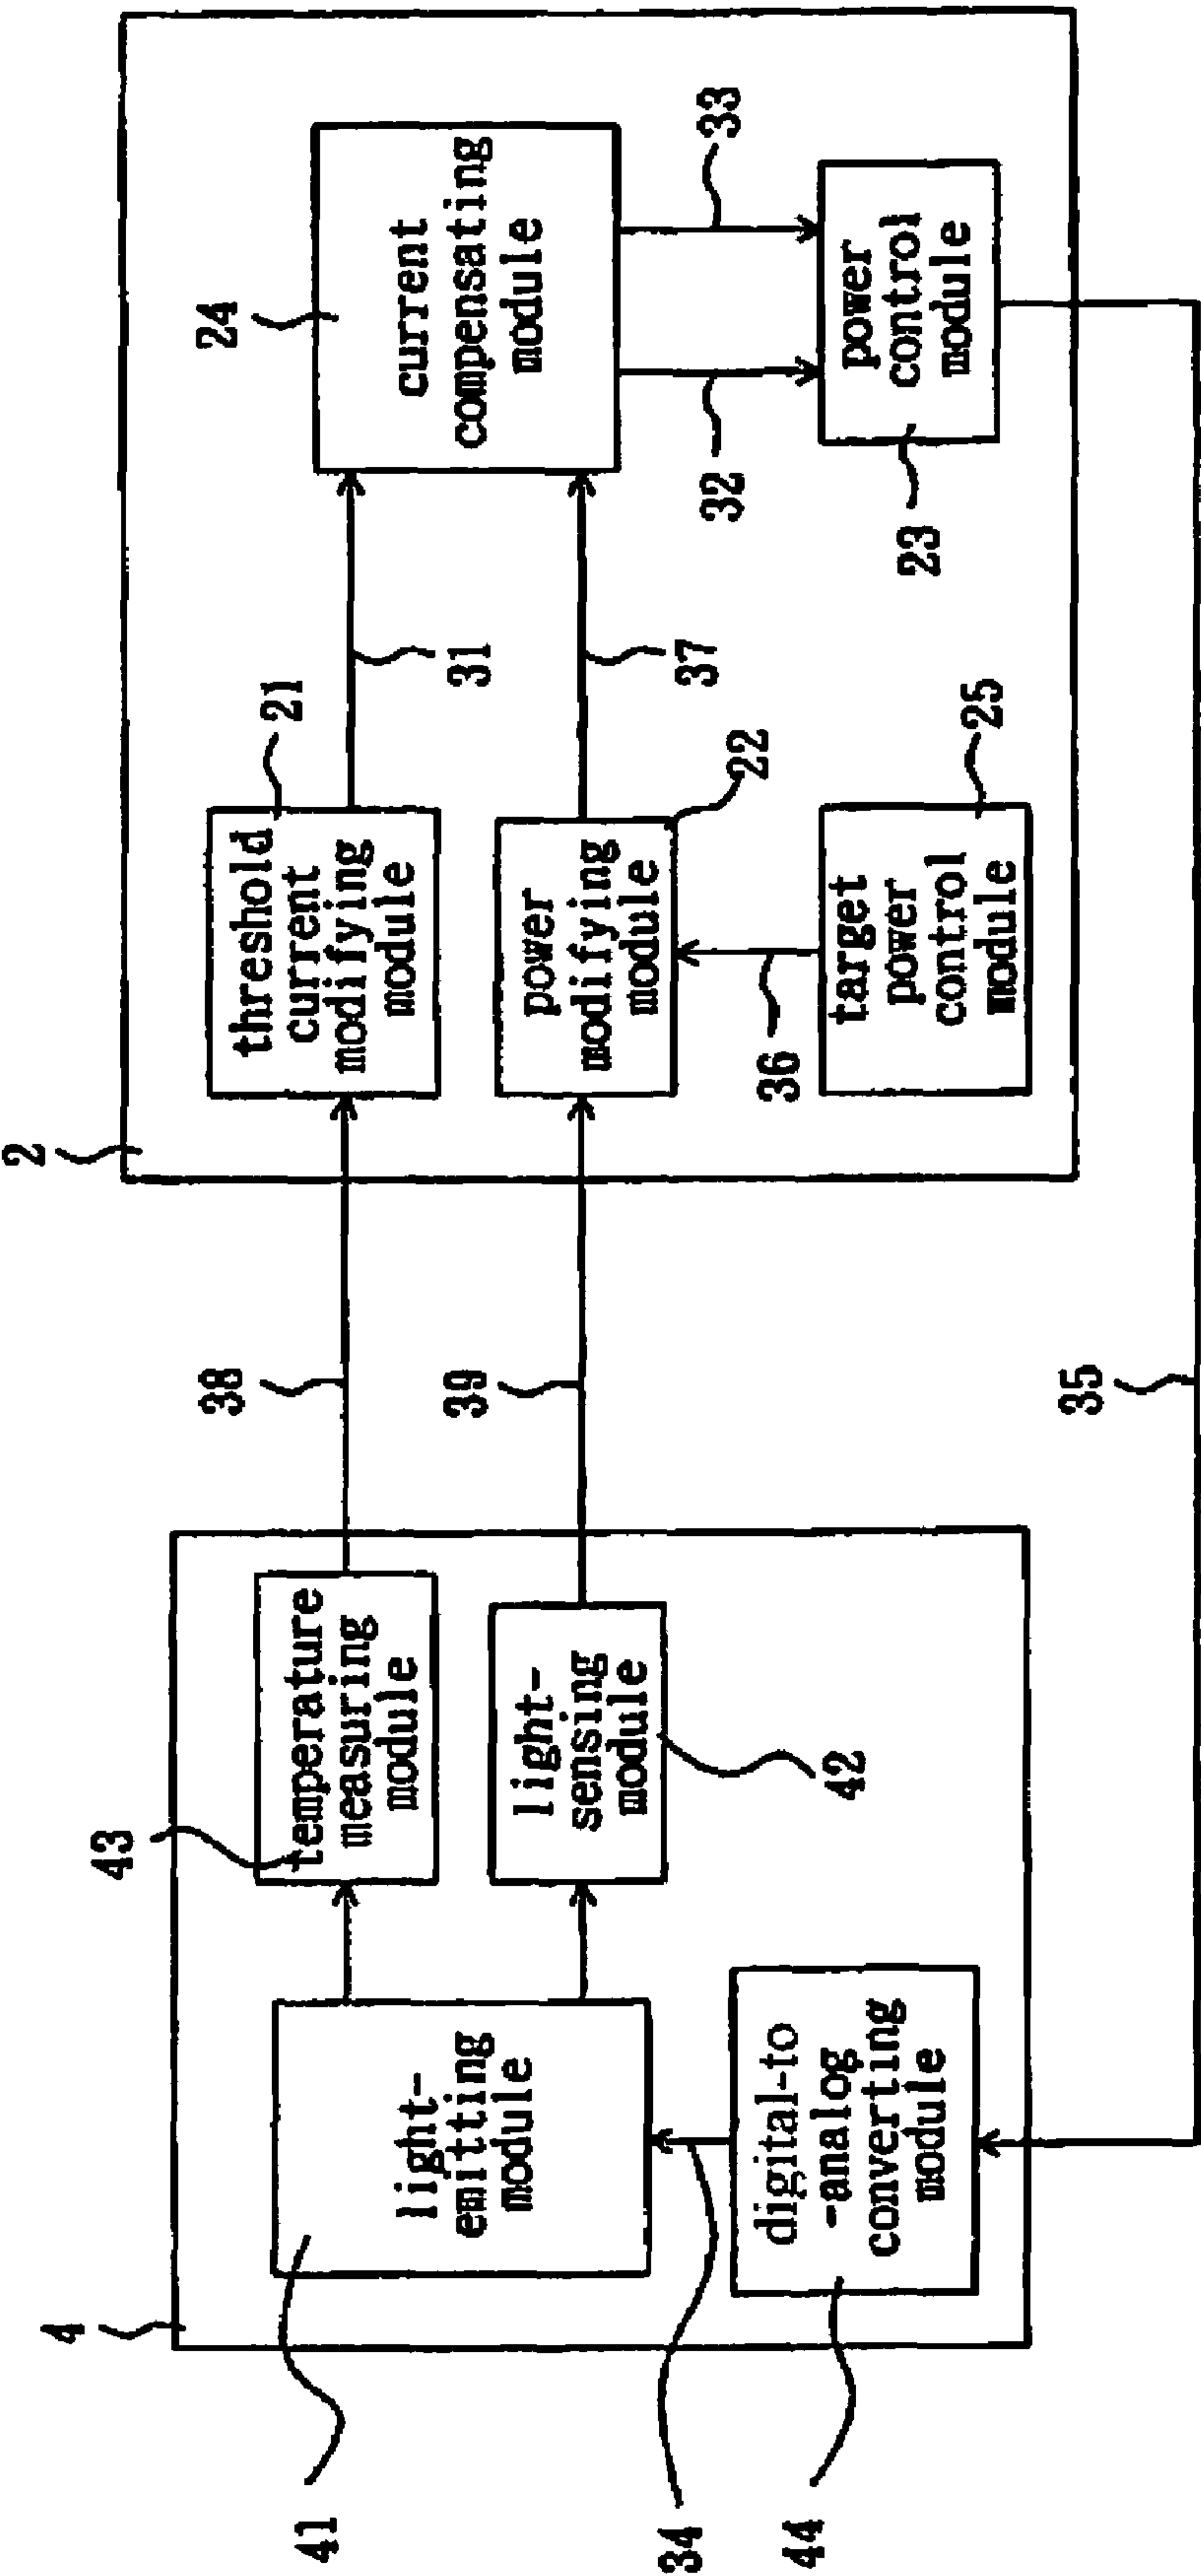 4
2
43
temperature
measuring
module
38
threshold
current
modifying
module
21
31
24
current
compensating
module
41
light-
emitting
module
light-
sensing
module
42
39
power
modifying
module
22
37
32
33
34
digital-to
-analog
converting
module
44
36
target
power
control
module
25
power
control
module
23
35